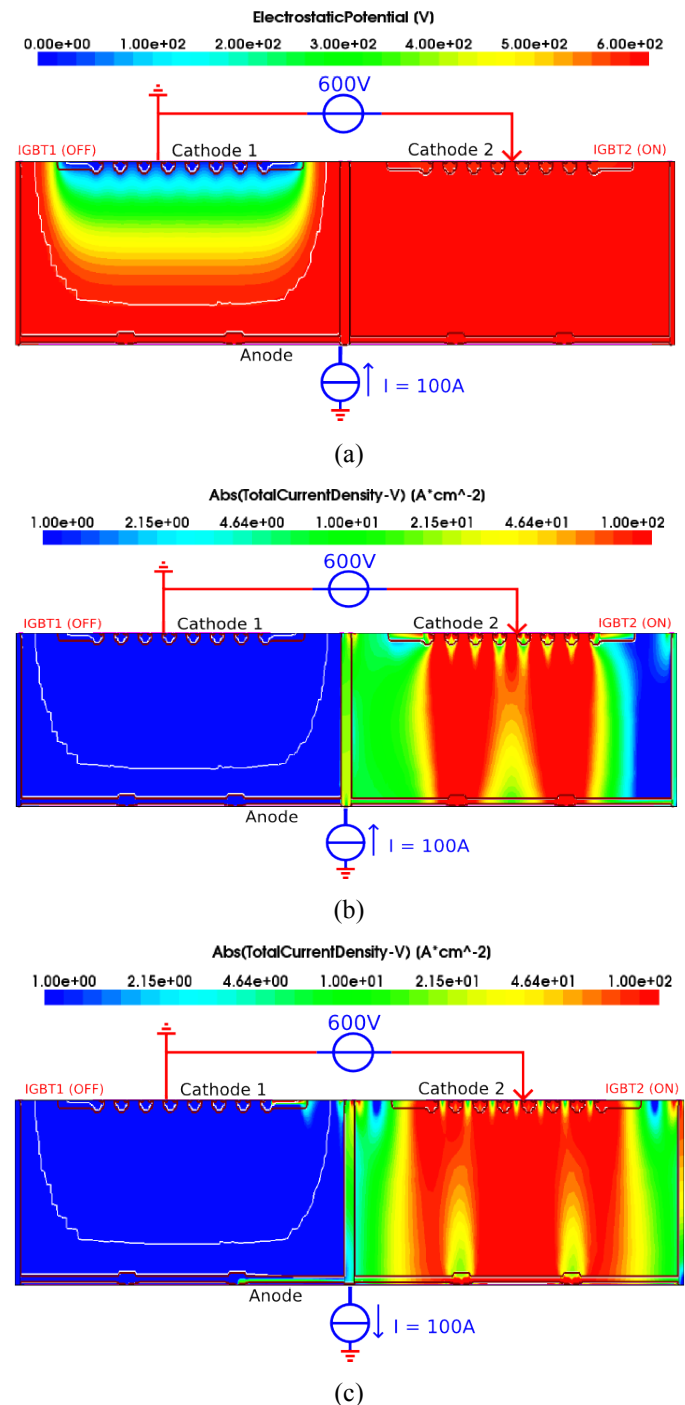 ElectrostaticPotential (V)
0.00e+00 1.00e+02 2.00e+02 3.00e+02 4.00e+02 5.00e+02 6.00e+02
600V
IGBT1 (OFF) Cathode 1 Cathode 2 IGBT2 (ON)
Anode
I = 100A
(a)
Abs(TotalCurrentDensity-V) (A*cm^-2)
1.00e+00 2.15e+00 4.64e+00 1.00e+01 2.15e+01 4.64e+01 1.00e+02
600V
IGBT1 (OFF) Cathode 1 Cathode 2 IGBT2 (ON)
Anode
I = 100A
(b)
Abs(TotalCurrentDensity-V) (A*cm^-2)
1.00e+00 2.15e+00 4.64e+00 1.00e+01 2.15e+01 4.64e+01 1.00e+02
600V
IGBT1 (OFF) Cathode 1 Cathode 2 IGBT2 (ON)
Anode
I = 100A
(c)